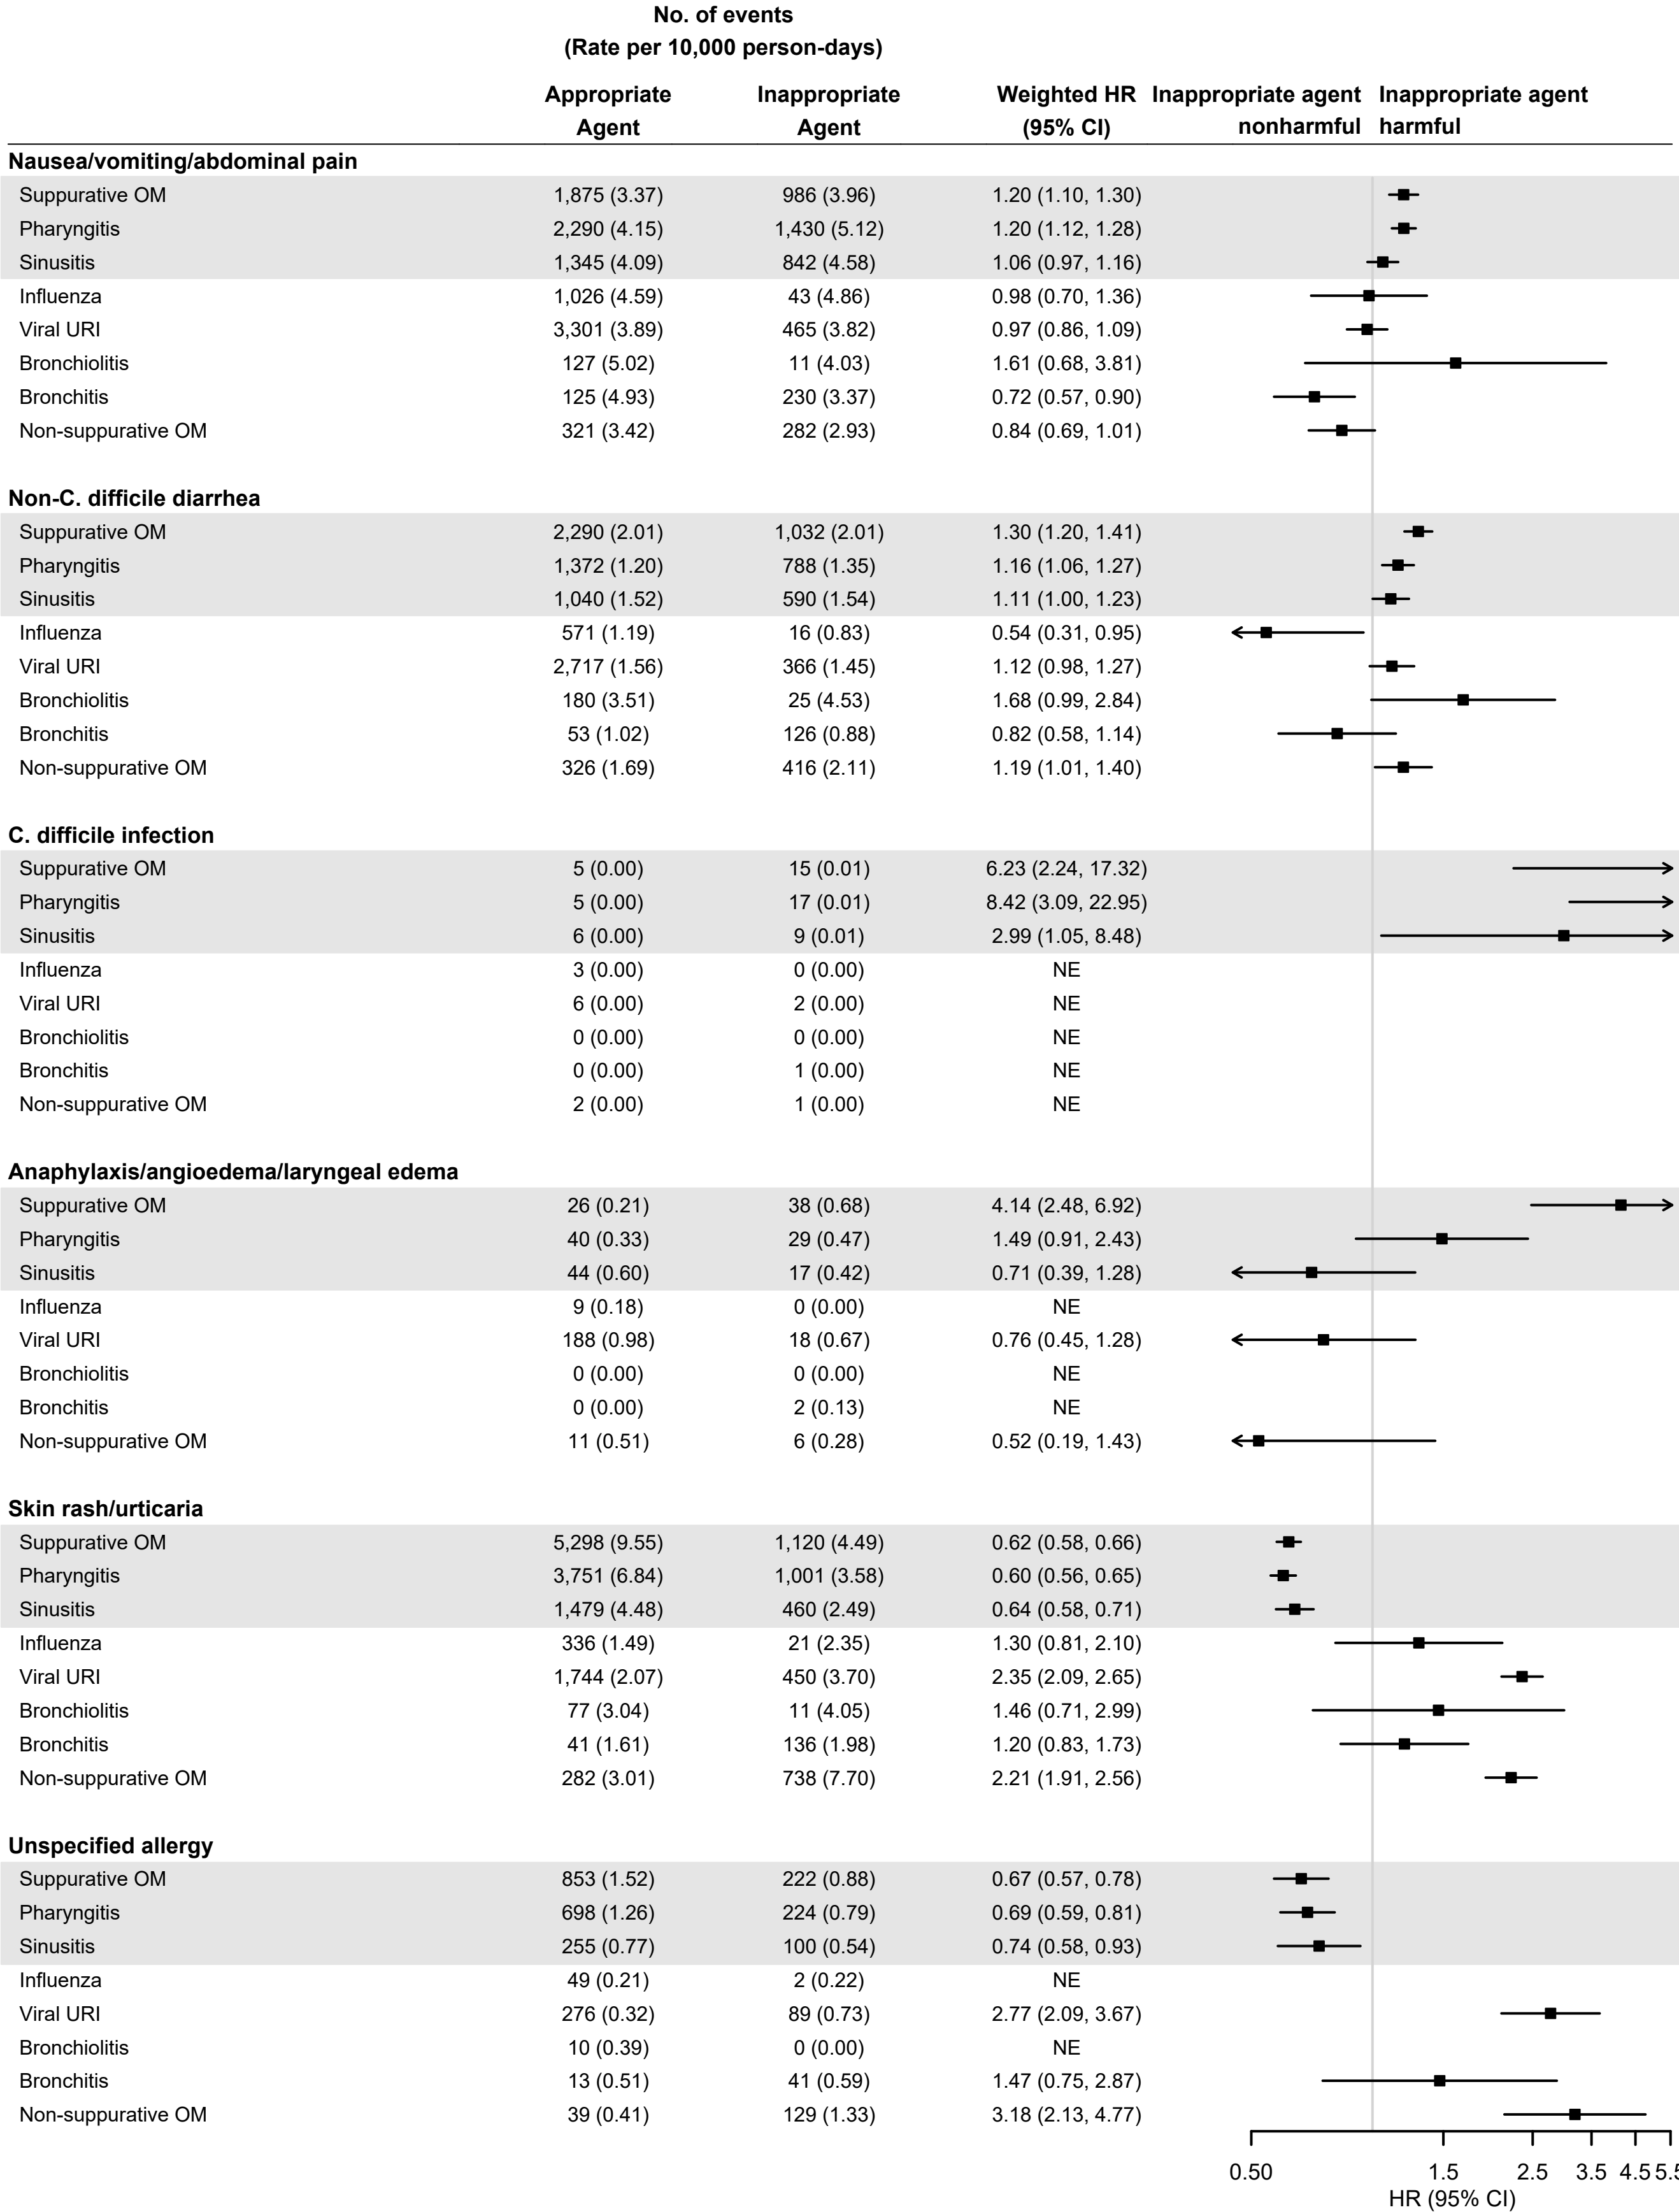 No. of events
(Rate per 10,000 person-days)
Appropriate Agent Inappropriate Agent Weighted HR (95% CI) Inappropriate agent nonharmful Inappropriate agent harmful
Nausea/vomiting/abdominal pain
Suppurative OM 1,875 (3.37) 986 (3.96) 1.20 (1.10, 1.30)
Pharyngitis 2,290 (4.15) 1,430 (5.12) 1.20 (1.12, 1.28)
Sinusitis 1,345 (4.09) 842 (4.58) 1.06 (0.97, 1.16)
Influenza 1,026 (4.59) 43 (4.86) 0.98 (0.70, 1.36)
Viral URI 3,301 (3.89) 465 (3.82) 0.97 (0.86, 1.09)
Bronchiolitis 127 (5.02) 11 (4.03) 1.61 (0.68, 3.81)
Bronchitis 125 (4.93) 230 (3.37) 0.72 (0.57, 0.90)
Non-suppurative OM 321 (3.42) 282 (2.93) 0.84 (0.69, 1.01)
Non-C. difficile diarrhea
Suppurative OM 2,290 (2.01) 1,032 (2.01) 1.30 (1.20, 1.41)
Pharyngitis 1,372 (1.20) 788 (1.35) 1.16 (1.06, 1.27)
Sinusitis 1,040 (1.52) 590 (1.54) 1.11 (1.00, 1.23)
Influenza 571 (1.19) 16 (0.83) 0.54 (0.31, 0.95)
Viral URI 2,717 (1.56) 366 (1.45) 1.12 (0.98, 1.27)
Bronchiolitis 180 (3.51) 25 (4.53) 1.68 (0.99, 2.84)
Bronchitis 53 (1.02) 126 (0.88) 0.82 (0.58, 1.14)
Non-suppurative OM 326 (1.69) 416 (2.11) 1.19 (1.01, 1.40)
C. difficile infection
Suppurative OM 5 (0.00) 15 (0.01) 6.23 (2.24, 17.32)
Pharyngitis 5 (0.00) 17 (0.01) 8.42 (3.09, 22.95)
Sinusitis 6 (0.00) 9 (0.01) 2.99 (1.05, 8.48)
Influenza 3 (0.00) 0 (0.00) NE
Viral URI 6 (0.00) 2 (0.00) NE
Bronchiolitis 0 (0.00) 0 (0.00) NE
Bronchitis 0 (0.00) 1 (0.00) NE
Non-suppurative OM 2 (0.00) 1 (0.00) NE
Anaphylaxis/angioedema/laryngeal edema
Suppurative OM 26 (0.21) 38 (0.68) 4.14 (2.48, 6.92)
Pharyngitis 40 (0.33) 29 (0.47) 1.49 (0.91, 2.43)
Sinusitis 44 (0.60) 17 (0.42) 0.71 (0.39, 1.28)
Influenza 9 (0.18) 0 (0.00) NE
Viral URI 188 (0.98) 18 (0.67) 0.76 (0.45, 1.28)
Bronchiolitis 0 (0.00) 0 (0.00) NE
Bronchitis 0 (0.00) 2 (0.13) NE
Non-suppurative OM 11 (0.51) 6 (0.28) 0.52 (0.19, 1.43)
Skin rash/urticaria
Suppurative OM 5,298 (9.55) 1,120 (4.49) 0.62 (0.58, 0.66)
Pharyngitis 3,751 (6.84) 1,001 (3.58) 0.60 (0.56, 0.65)
Sinusitis 1,479 (4.48) 460 (2.49) 0.64 (0.58, 0.71)
Influenza 336 (1.49) 21 (2.35) 1.30 (0.81, 2.10)
Viral URI 1,744 (2.07) 450 (3.70) 2.35 (2.09, 2.65)
Bronchiolitis 77 (3.04) 11 (4.05) 1.46 (0.71, 2.99)
Bronchitis 41 (1.61) 136 (1.98) 1.20 (0.83, 1.73)
Non-suppurative OM 282 (3.01) 738 (7.70) 2.21 (1.91, 2.56)
Unspecified allergy
Suppurative OM 853 (1.52) 222 (0.88) 0.67 (0.57, 0.78)
Pharyngitis 698 (1.26) 224 (0.79) 0.69 (0.59, 0.81)
Sinusitis 255 (0.77) 100 (0.54) 0.74 (0.58, 0.93)
Influenza 49 (0.21) 2 (0.22) NE
Viral URI 276 (0.32) 89 (0.73) 2.77 (2.09, 3.67)
Bronchiolitis 10 (0.39) 0 (0.00) NE
Bronchitis 13 (0.51) 41 (0.59) 1.47 (0.75, 2.87)
Non-suppurative OM 39 (0.41) 129 (1.33) 3.18 (2.13, 4.77)
0.50 1.5 2.5 3.5 4.5
HR (95% CI)